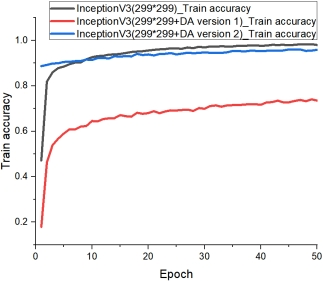 InceptionV3(299*299)_Train accuracy
InceptionV3(299*299+DA version 1)_Train accuracy
InceptionV3(299*299+DA version 2)_Train accuracy
1.0
0.8
0.6
0.4
0.2
Train accuracy
0 10 20 30 40 50
Epoch